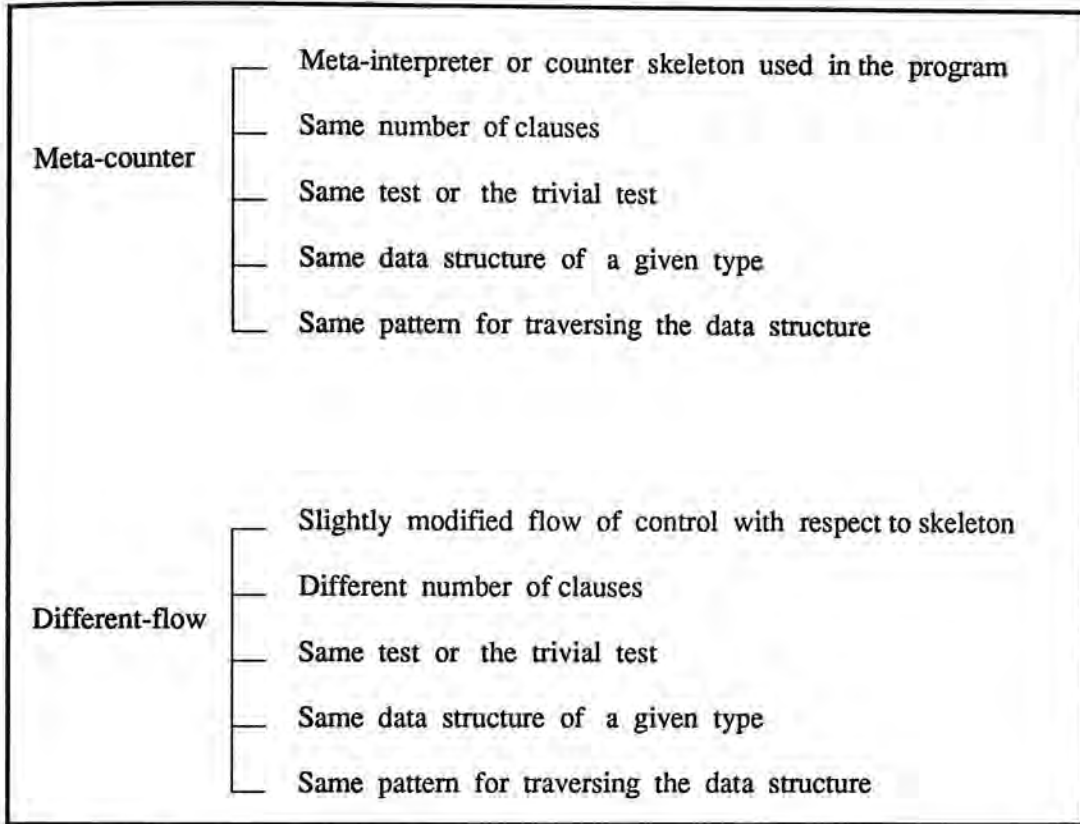 Meta-interpreter or counter skeleton used in the program
Same number of clauses
Meta-counter
Same test or the trivial test
Same data structure of a given type
Same pattern for traversing the data structure
Slightly modified flow of control with respect to skeleton
Different number of clauses
Different-flow
Same test or the trivial test
Same data structure of a given type
Same pattern for traversing the data structure